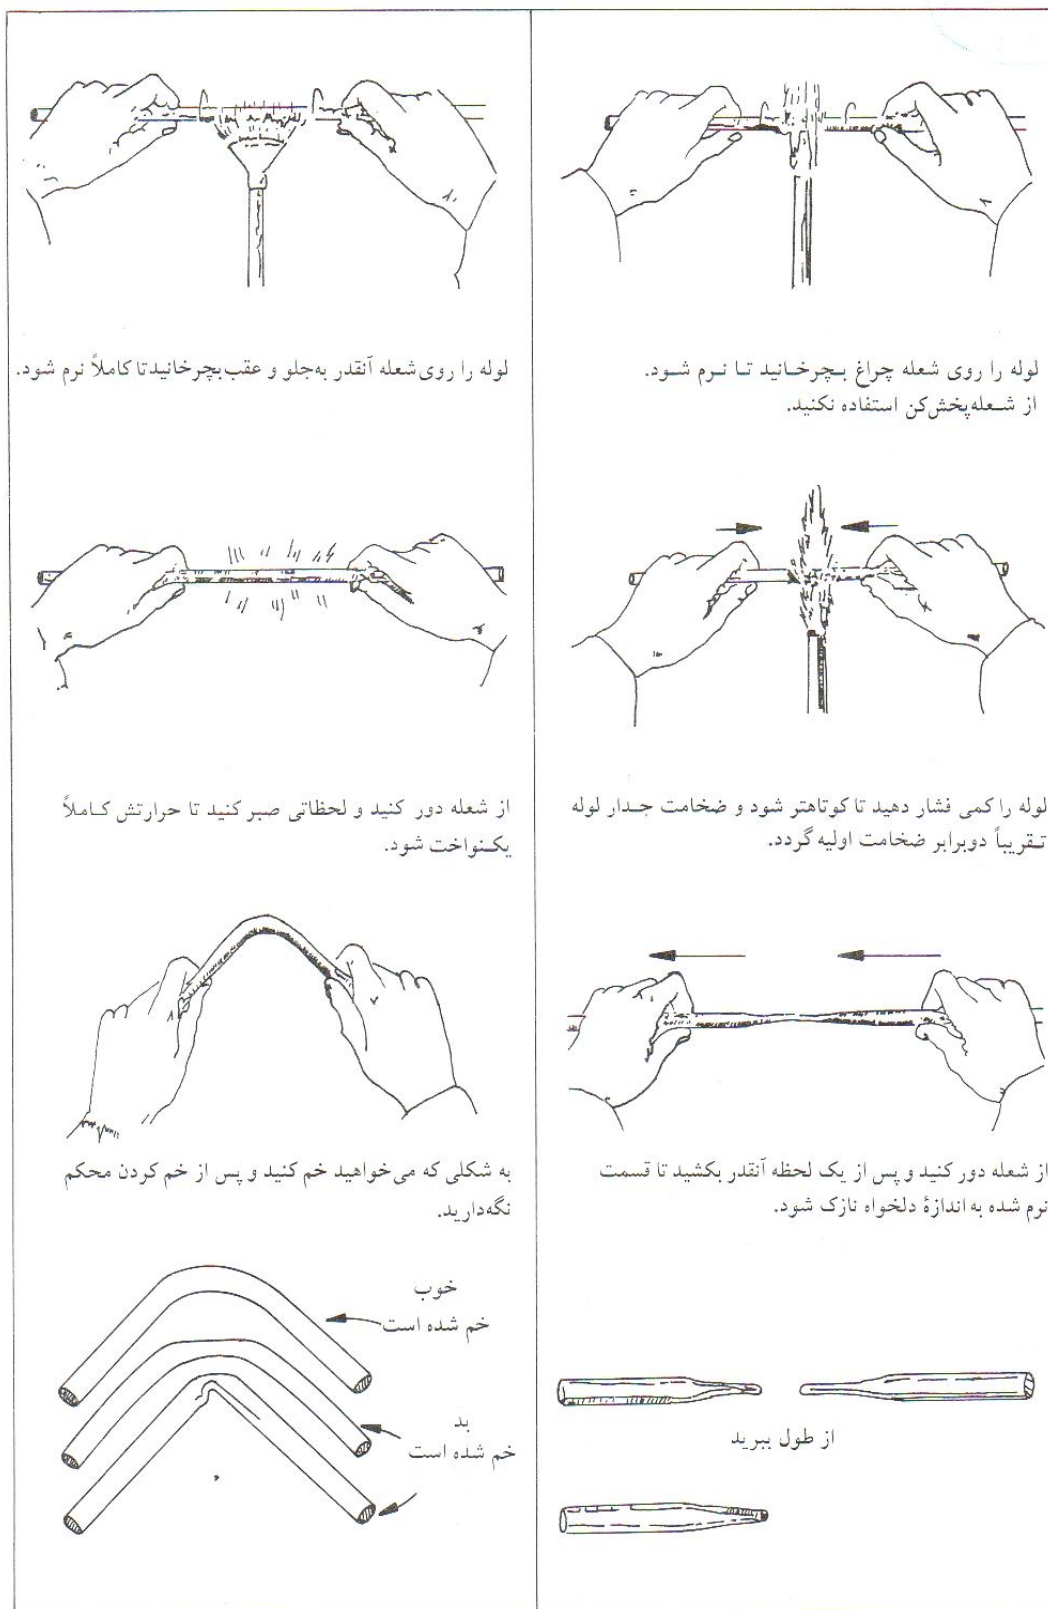 لوله را روی شعله چراغ بچرخانید تا نرم شود.
از شعله‌پخش‌کن استفاده نکنید.
لوله را کمی فشار دهید تا کوتاهتر شود و ضخامت جدار لوله
تقریباً دوبرابر ضخامت اولیه گردد.
از شعله دور کنید و پس از یک لحظه آنقدر بکشید تا قسمت
نرم شده به اندازهٔ دلخواه نازک شود.
از طول ببرید
لوله را روی شعله آنقدر به‌جلو و عقب بچرخانید تا کاملاً نرم شود.
از شعله دور کنید و لحظاتی صبر کنید تا حرارتش کاملاً
یکنواخت شود.
به شکلی که می‌خواهید خم کنید و پس از خم کردن محکم
نگه‌دارید.
خوب
خم شده است
بد
خم شده است